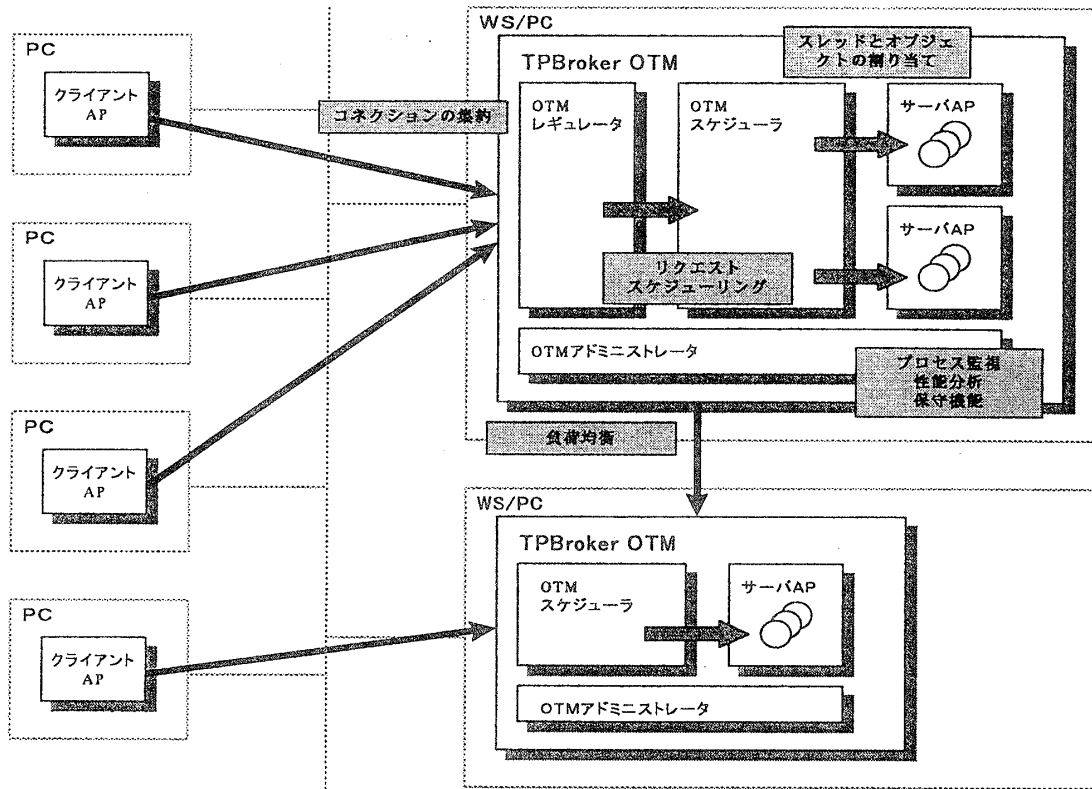 PC
クライアント
AP
PC
クライアント
AP
PC
クライアント
AP
PC
クライアント
AP
コネクションの集約
WS/PC
TPBroker OTM
スレッドとオブジェ
クトの割り当て
OTM
レギュレータ
OTM
スケジューラ
サーバAP
サーバAP
リクエスト
スケジューリング
OTMアドミニストレータ
プロセス監視
性能分析
保守機能
負荷均衡
WS/PC
TPBroker OTM
OTM
スケジューラ
サーバAP
OTMアドミニストレータ